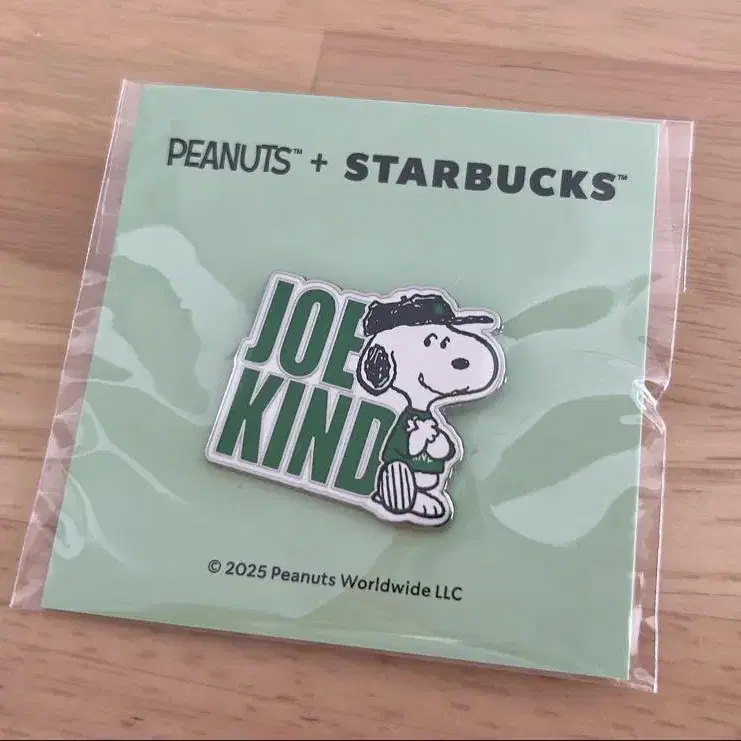 PEANUTS™ + STARBUCKS™
JOE
KIND
© 2025 Peanuts Worldwide LLC